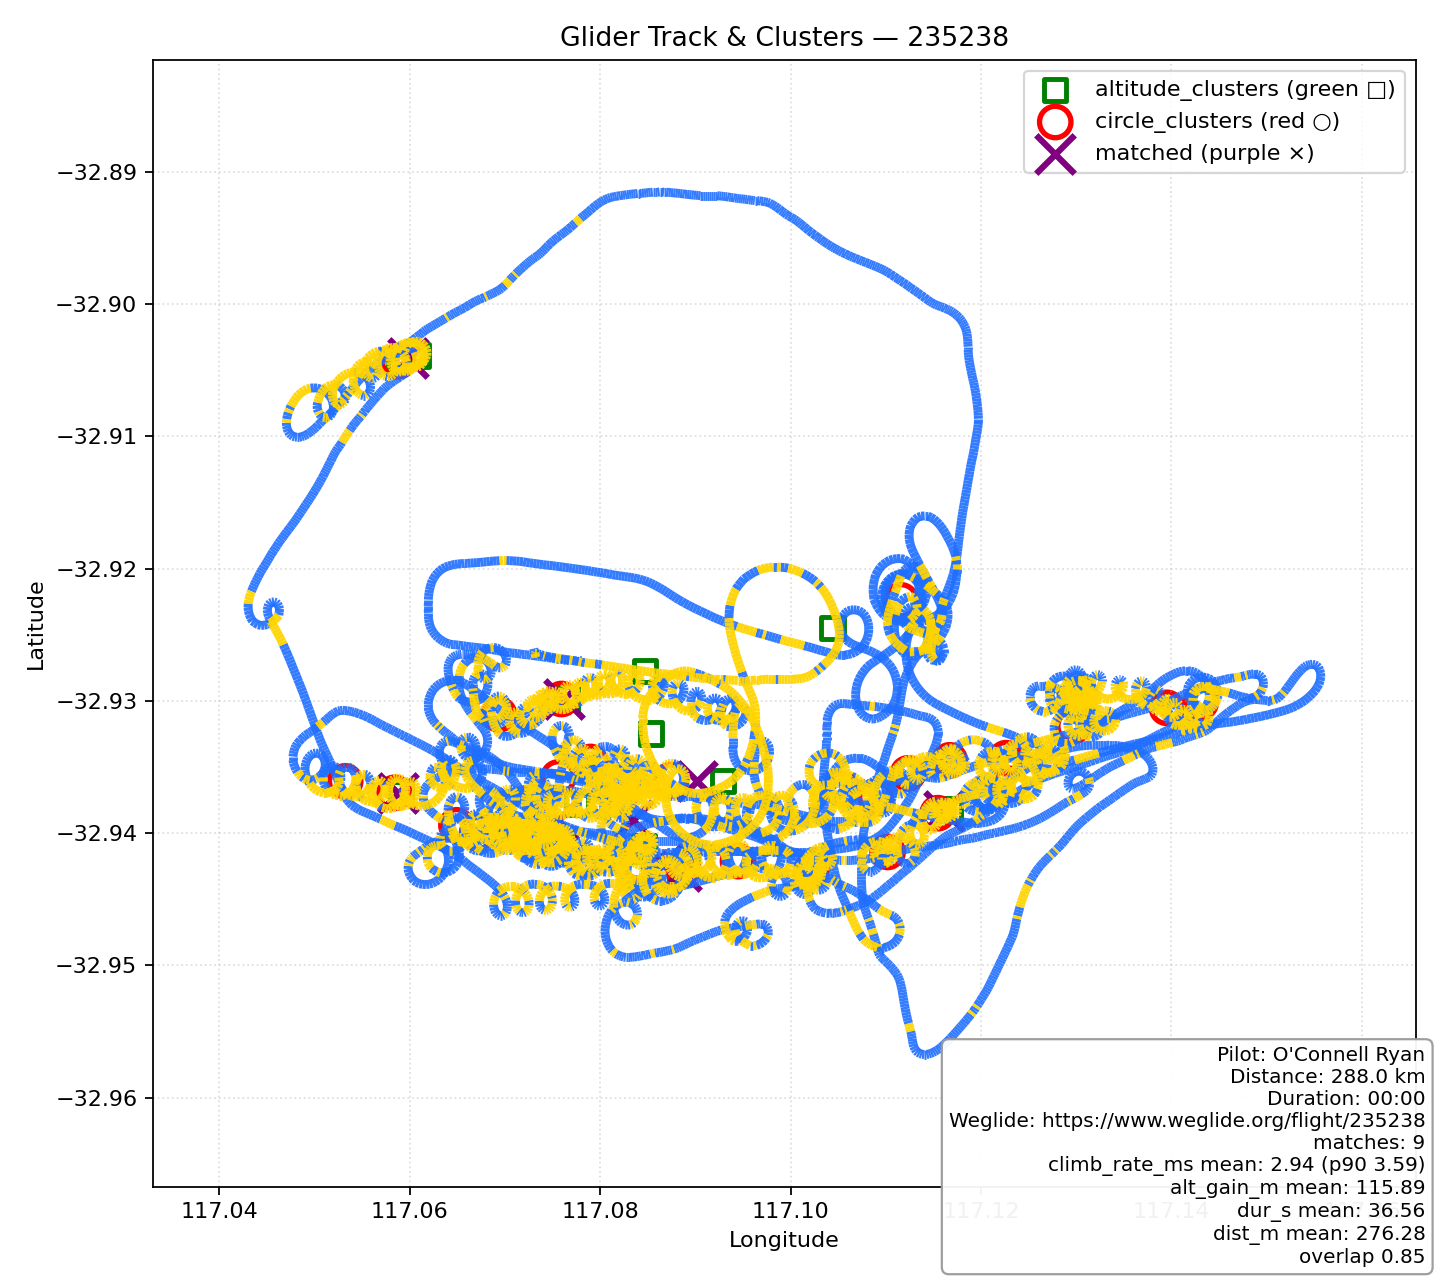 Glider Track & Clusters — 235238
altitude_clusters (green □)
circle_clusters (red ○)
matched (purple ×)
Latitude
−32.89
−32.90
−32.91
−32.92
−32.93
−32.94
−32.95
−32.96
117.04
117.06
117.08
117.10
117.12
117.14
Longitude
Pilot: O'Connell Ryan
Distance: 288.0 km
Duration: 00:00
Weglide: https://www.weglide.org/flight/235238
matches: 9
climb_rate_ms mean: 2.94 (p90 3.59)
alt_gain_m mean: 115.89
dur_s mean: 36.56
dist_m mean: 276.28
overlap 0.85